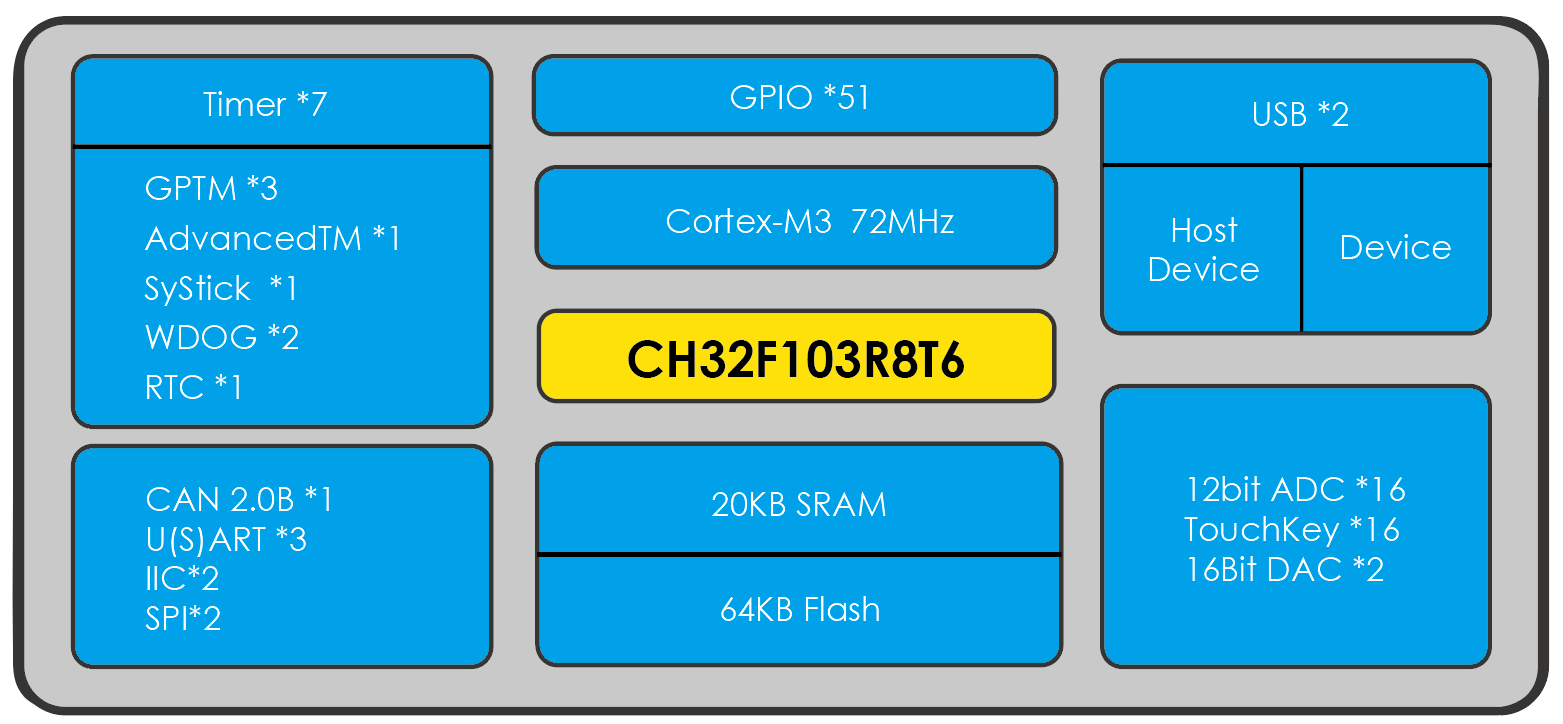 Timer *7
GPTM *3
AdvancedTM *1
SyStick  *1
WDOG *2
RTC *1
CAN 2.0B *1
U(S)ART *3
IIC*2
SPI*2
GPIO *51
Cortex-M3  72MHz
CH32F103R8T6
20KB SRAM
64KB Flash
USB *2
Host
Device
Device
12bit ADC *16
TouchKey *16
16Bit DAC *2